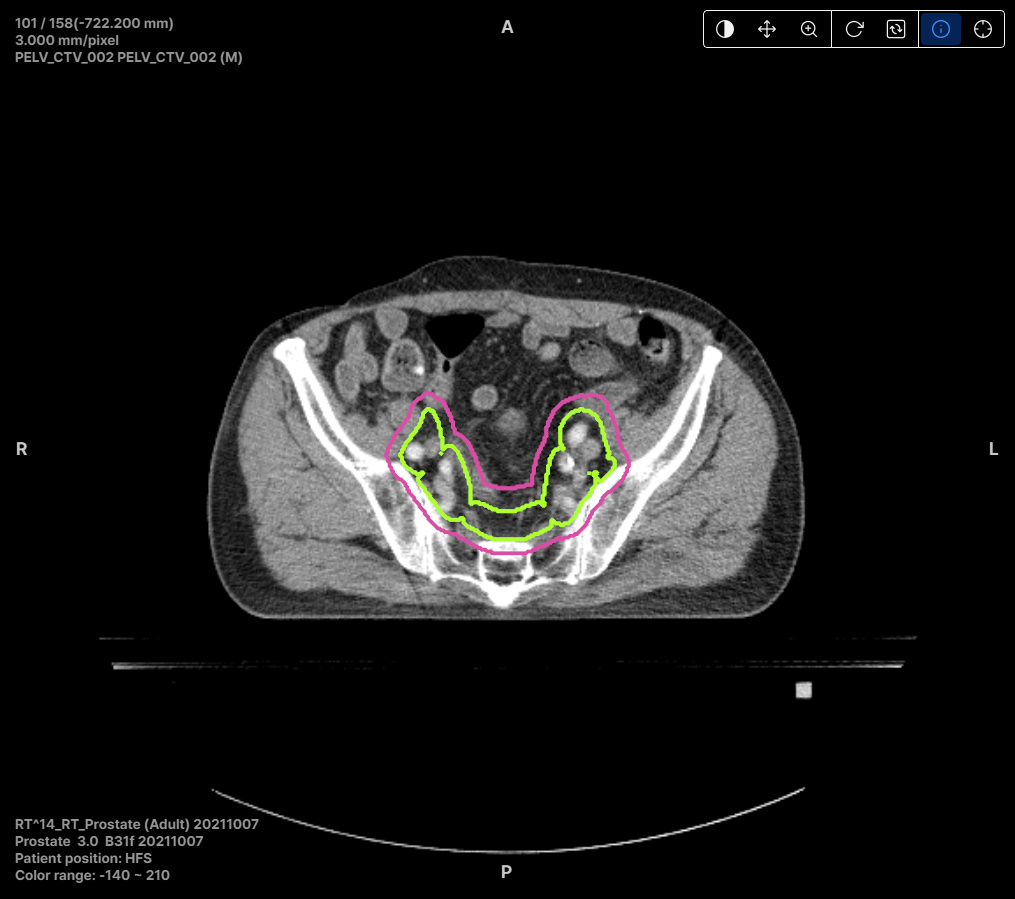 101 / 158(-722.200 mm)
3.000 mm/pixel
PELV_CTV_002 PELV_CTV_002 (M)
A
R
L
RT^14_RT_Prostate (Adult) 20211007
Prostate  3.0  B31f 20211007
Patient position: HFS
Color range: -140 ~ 210
P